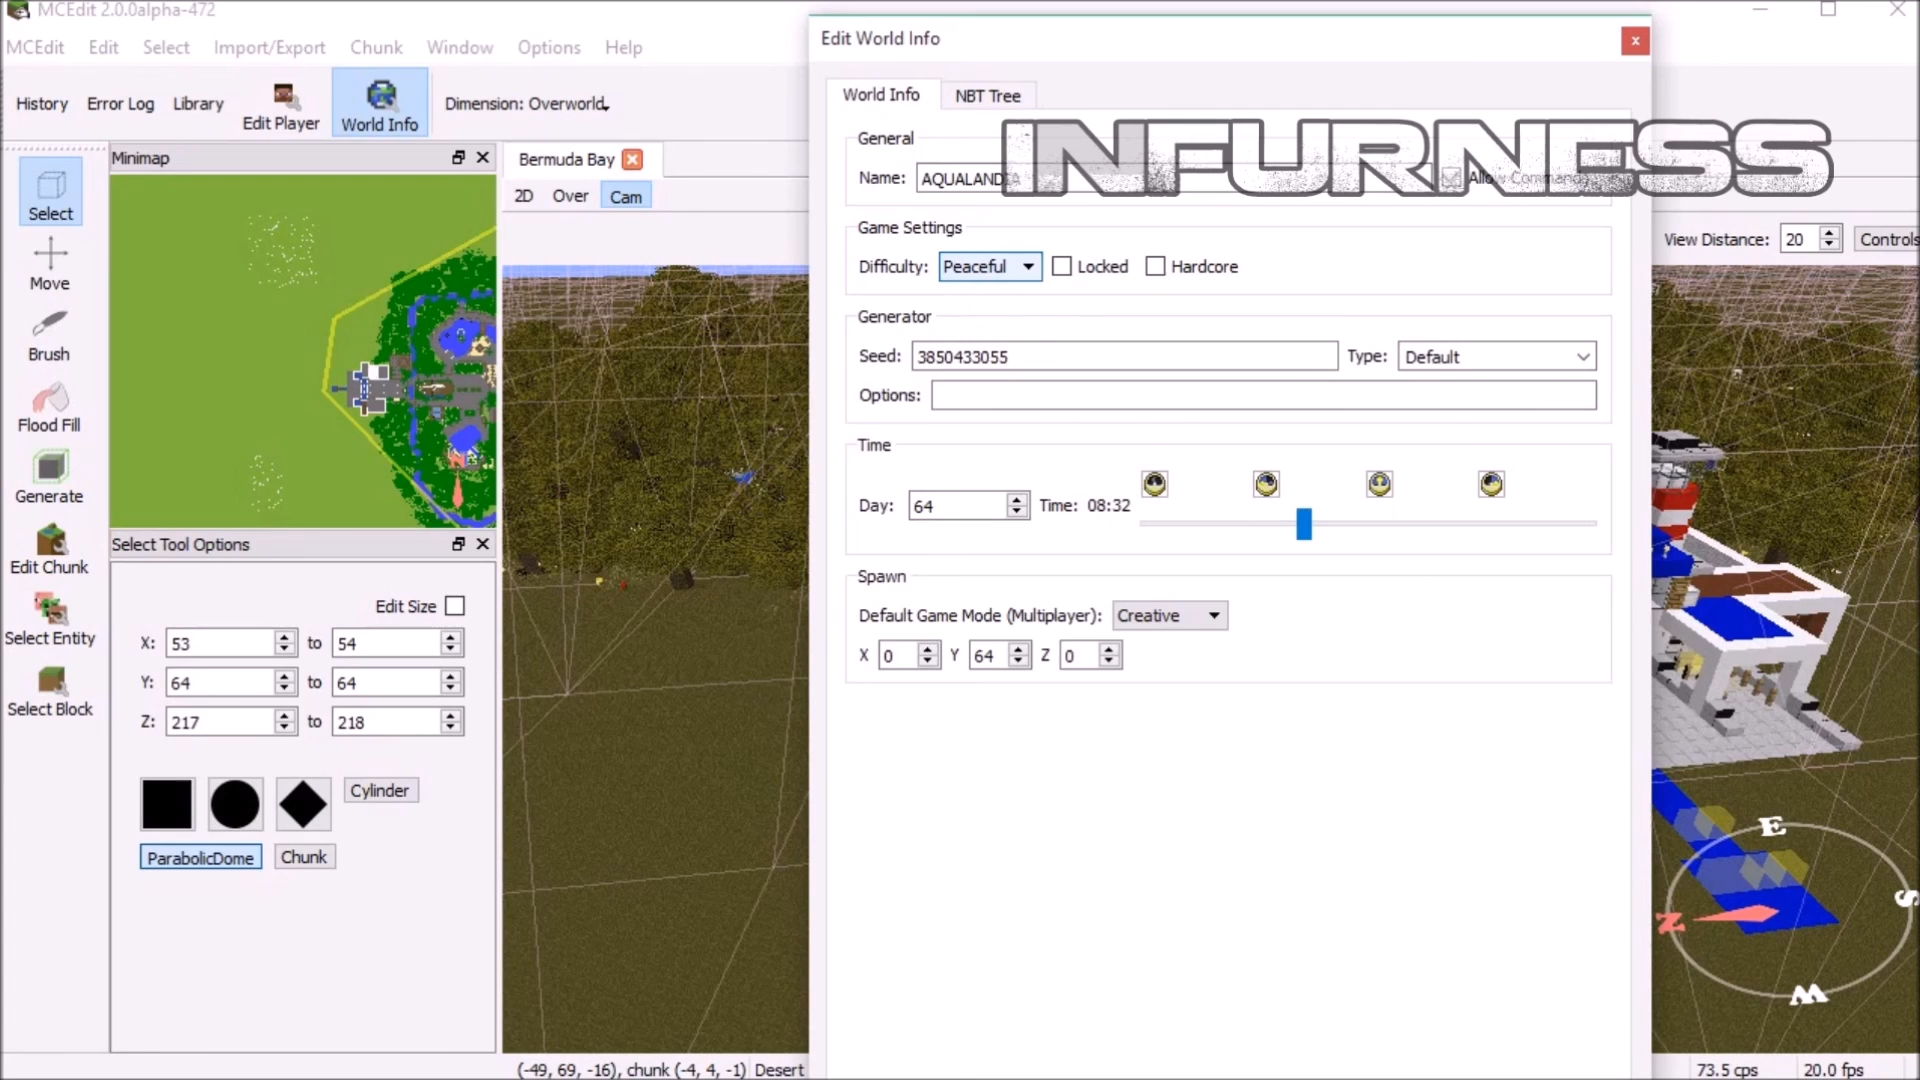 MCEdit 2.0.0alpha-472
MCEdit Edit Select Import/Export Chunk Window Options Help
History Error Log Library Edit Player World Info Dimension: Overworld
Select
Move
Brush
Flood Fill
Generate
Edit Chunk
Select Entity
Select Block
Minimap
N
Select Tool Options
Edit Size
X: 53 to 54
Y: 64 to 64
Z: 217 to 218
Cylinder
ParabolicDome Chunk
Bermuda Bay
2D Over Cam
Edit World Info
World Info NBT Tree
General
INFURNESS
Name: AQUALANDIA Allow Commands
Game Settings
Difficulty: Peaceful Locked Hardcore
Generator
Seed: 3850433055 Type: Default
Options:
Time
Day: 64 Time: 08:32
Spawn
Default Game Mode (Multiplayer): Creative
X 0 Y 64 Z 0
View Distance: 20 Controls
E
S
N
W
(-49, 69, -16), chunk (-4, 4, -1) Desert
73.5 cps 20.0 fps